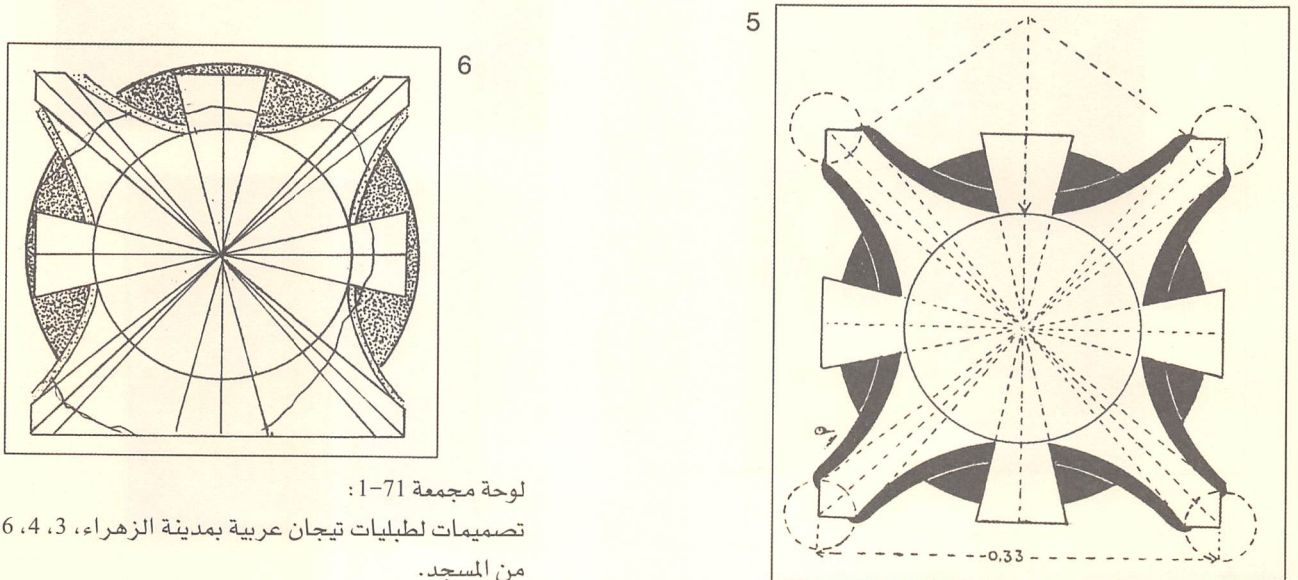 5
6
0,33
لوحة مجمعة 71-1:
تصميمات لطبليات تيجان عربية بمدينة الزهراء، 3، 4، 6
من المسجد.